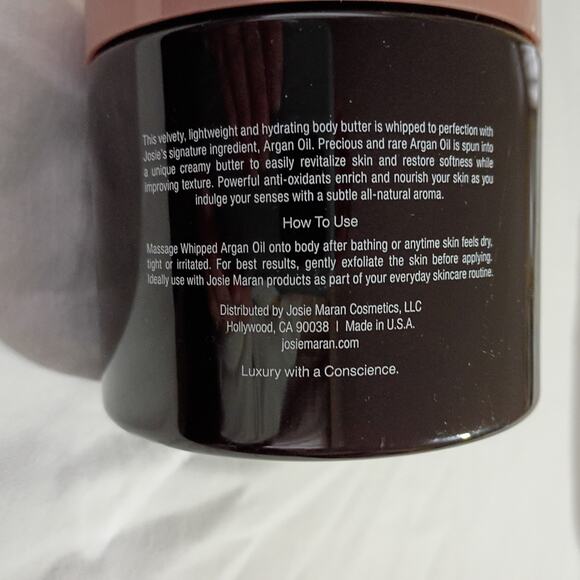 This velvety, lightweight and hydrating body butter is whipped to perfection with
Josie's signature ingredient, Argan Oil. Precious and rare Argan Oil is spun into
a unique creamy butter to easily revitalize skin and restore softness while
improving texture. Powerful anti-oxidants enrich and nourish your skin as you
indulge your senses with a subtle all-natural aroma.
How To Use
Massage Whipped Argan Oil onto body after bathing or anytime skin feels dry,
tight or irritated. For best results, gently exfoliate the skin before applying.
Ideally use with Josie Maran products as part of your everyday skincare routine.
Distributed by Josie Maran Cosmetics, LLC
Hollywood, CA 90038 | Made in U.S.A.
josiemaran.com
Luxury with a Conscience.